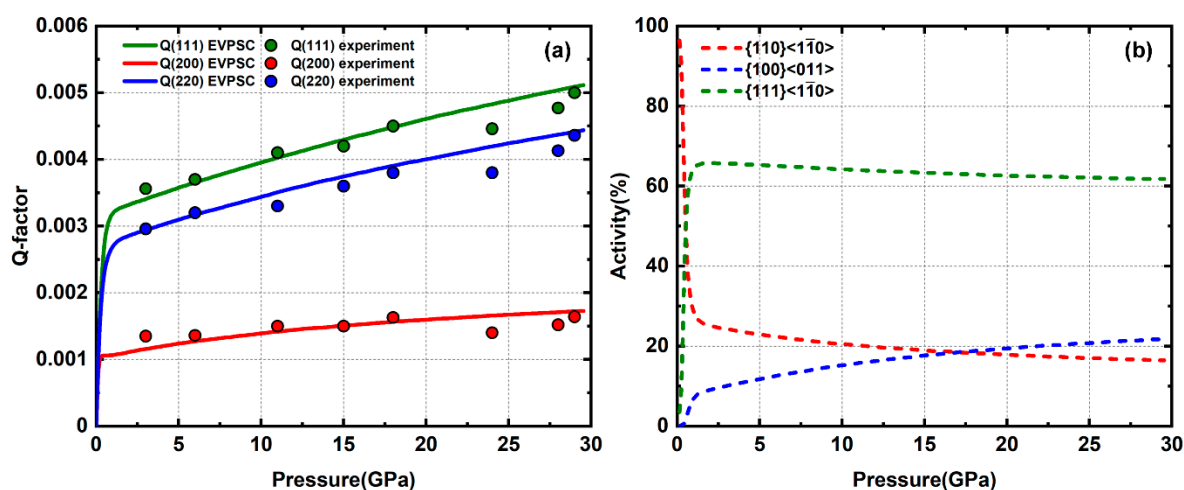 (a)
Q(111) EVPSC Q(111) experiment
Q(200) EVPSC Q(200) experiment
Q(220) EVPSC Q(220) experiment
0.006
0.005
0.004
0.003
0.002
0.001
0
Q-factor
0 5 10 15 20 25 30
Pressure(GPa)
(b)
{110}<11̄0>
{100}<011>
{111}<11̄0>
100
80
60
40
20
0
Activity(%)
0 5 10 15 20 25 30
Pressure(GPa)